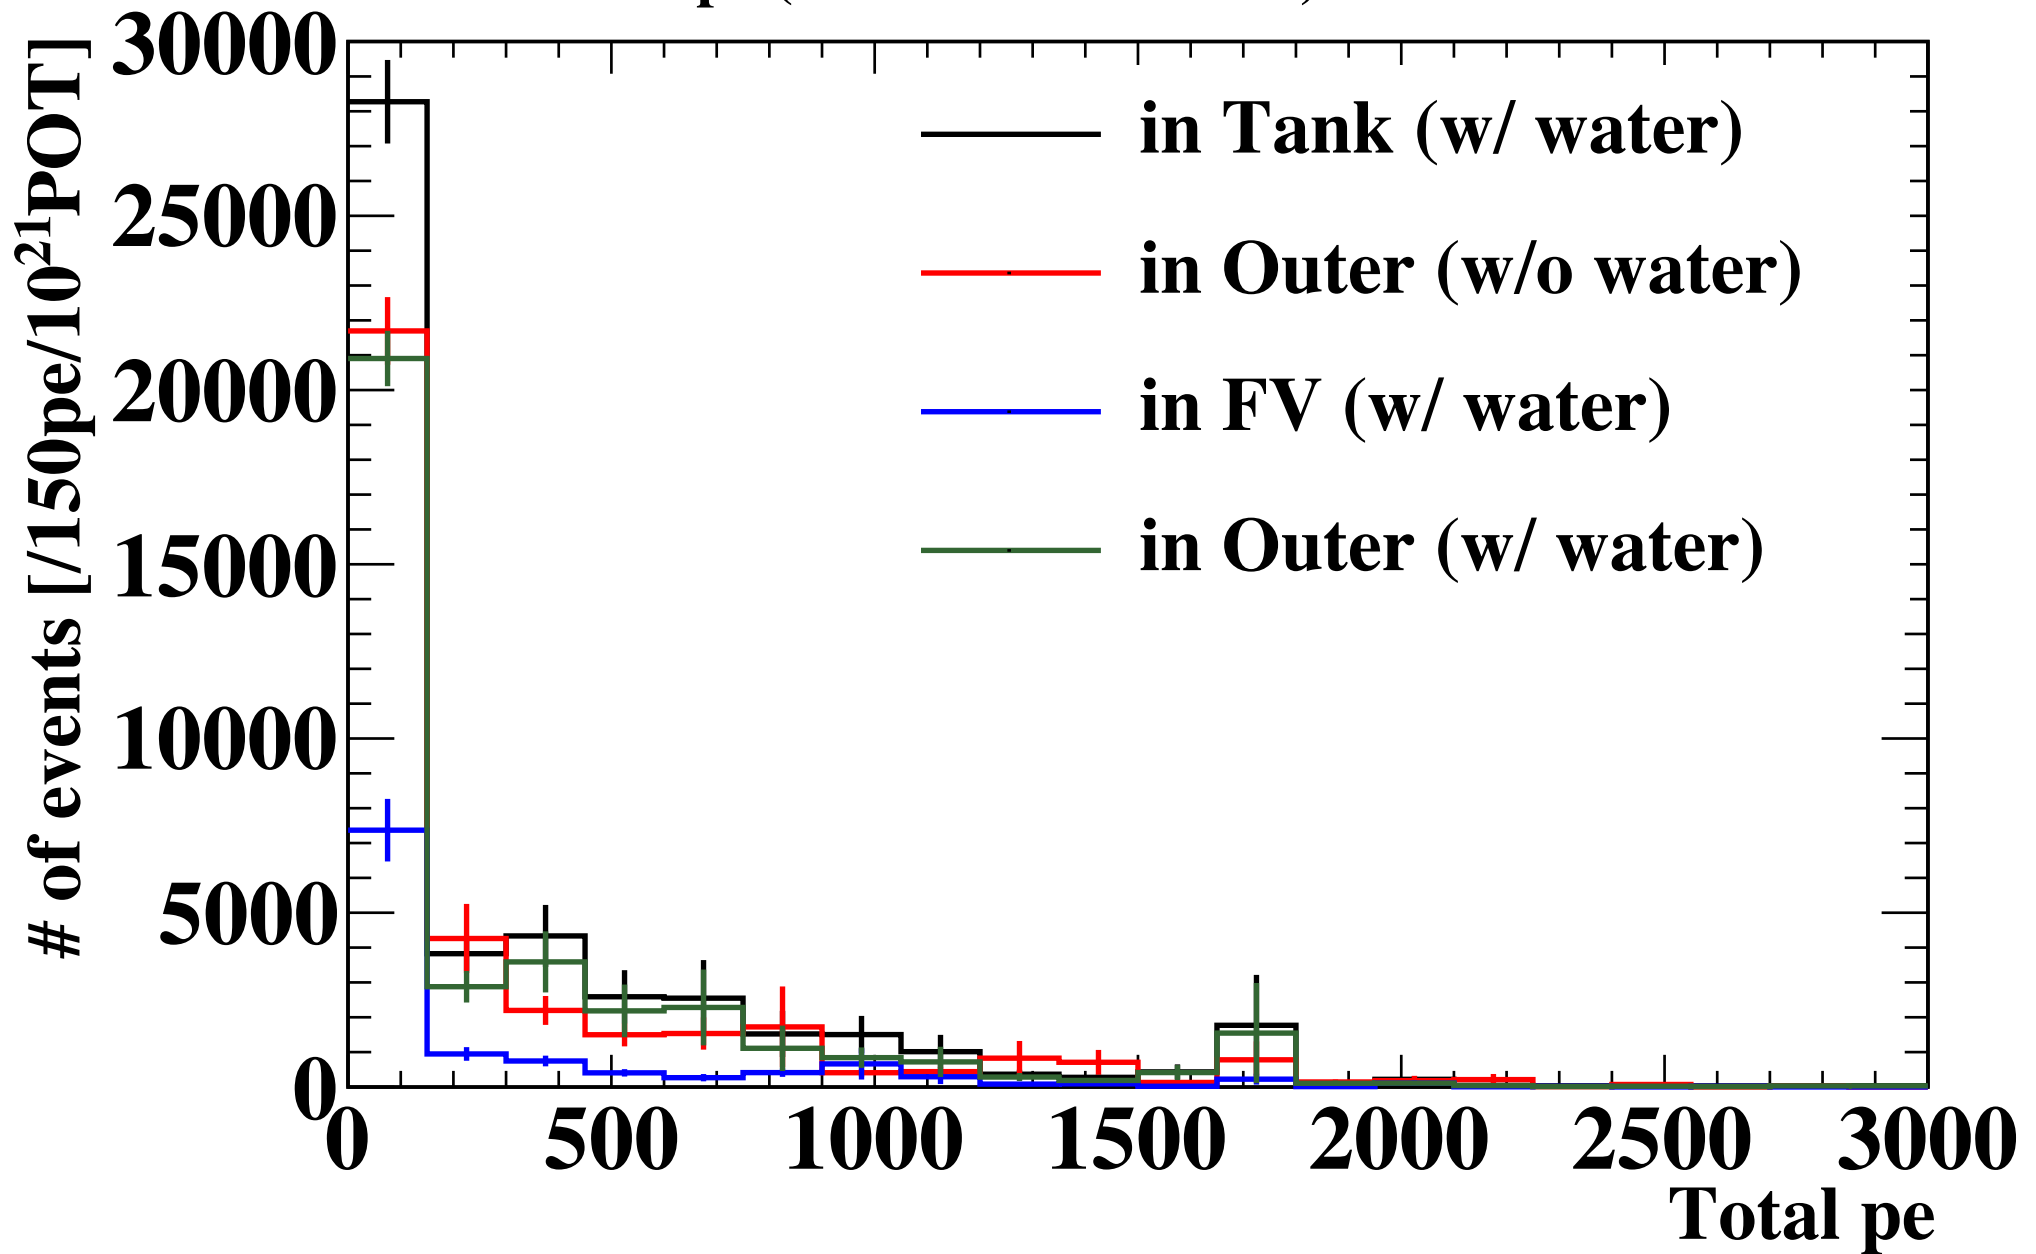 30000
25000
20000
15000
10000
5000
0
# of events [/150pe/10²¹POT]
in Tank (w/ water)
in Outer (w/o water)
in FV (w/ water)
in Outer (w/ water)
0 500 1000 1500 2000 2500 3000
Total pe